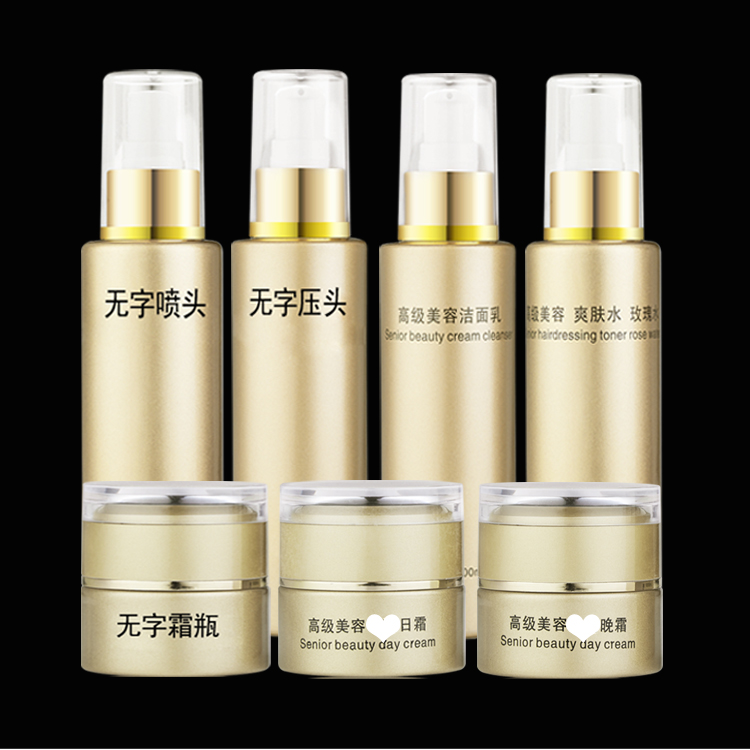 无字喷头
无字压头
高级美容洁面乳
Senior beauty cream cleanser
高级美容 爽肤水 玫瑰水
hairdressing toner rose
无字霜瓶
高级美容 日霜
Senior beauty day cream
高级美容 晚霜
Senior beauty day cream